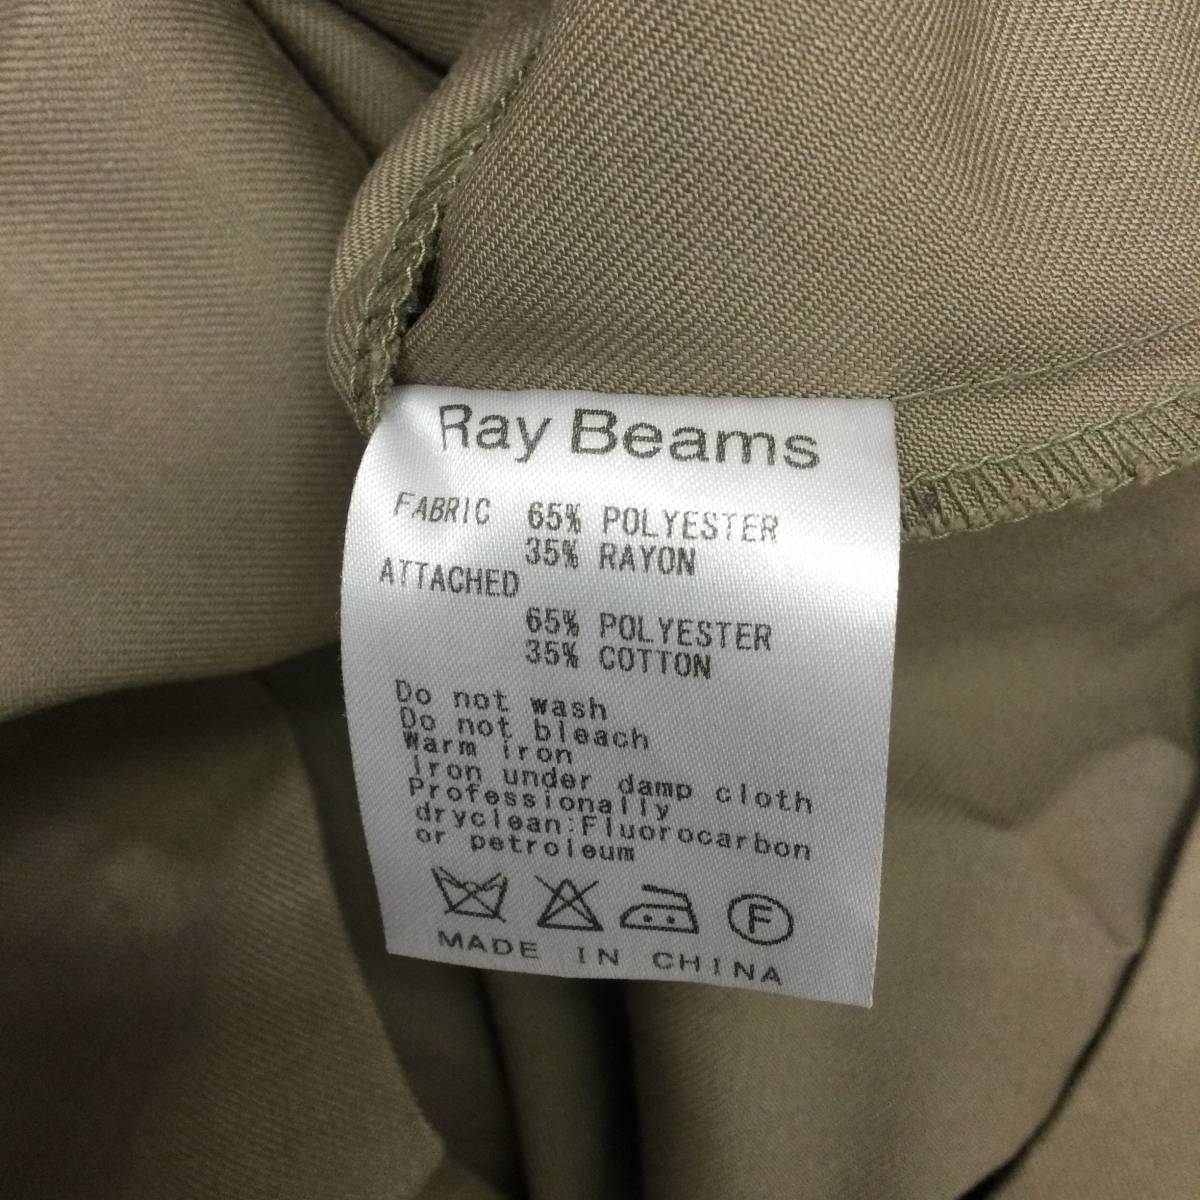 Ray Beams
FABRIC 65% POLYESTER
35% RAYON
ATTACHED
65% POLYESTER
35% COTTON
Do not wash
Do not bleach
Warm iron
Iron under damp cloth
Professionally
dryclean:Fluorocarbon
or petroleum
F
MADE IN CHINA